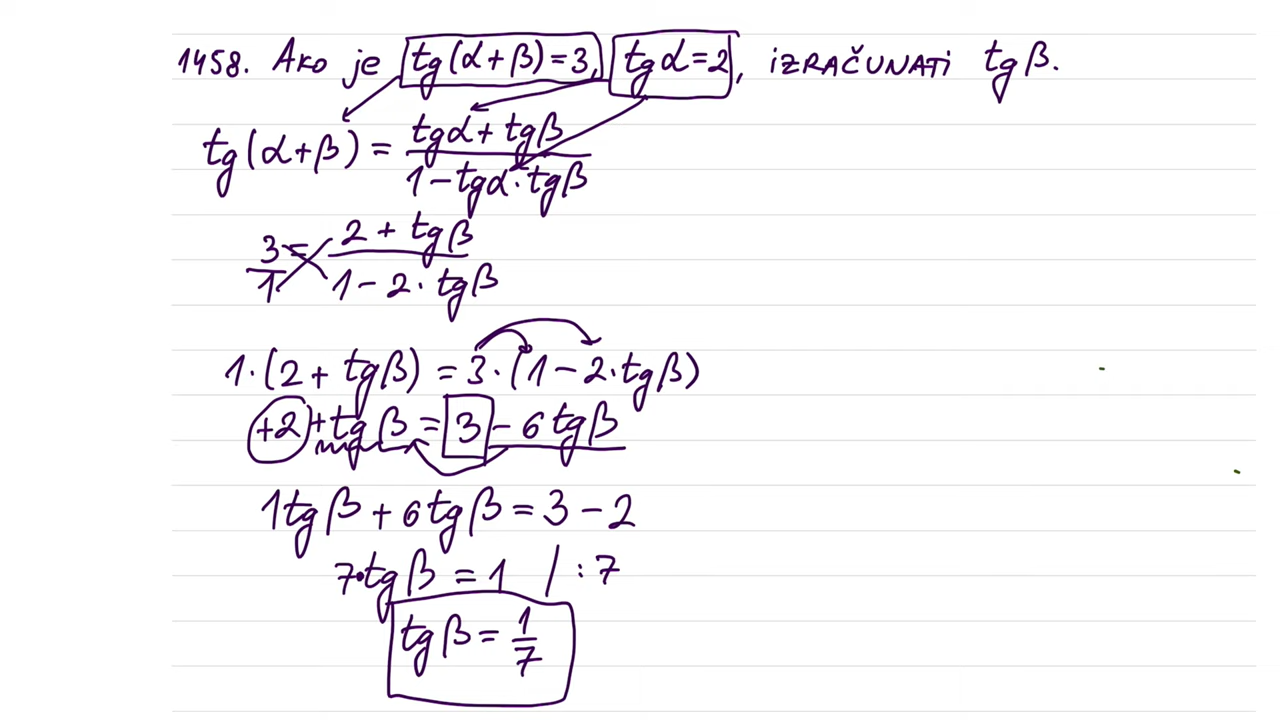 1458. Ako je tg(α+β)=3, tgα=2, izračunati tgβ.
tg(α+β) = (tgα + tgβ)/(1 - tgα · tgβ)
3/1 = (2 + tgβ)/(1 - 2 · tgβ)
1·(2 + tgβ) = 3·(1 - 2·tgβ)
+2 + tgβ = 3 - 6tgβ
1tgβ + 6tgβ = 3 - 2
7·tgβ = 1 / :7
tgβ = 1/7